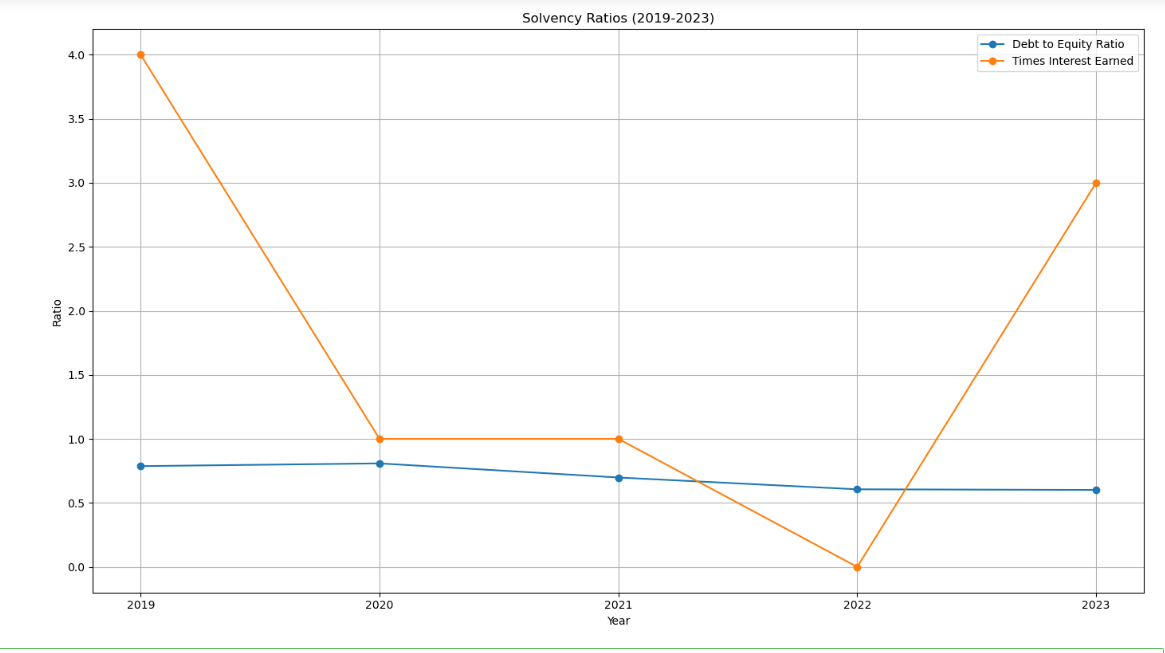 Solvency Ratios (2019-2023)
Debt to Equity Ratio
Times Interest Earned
4.0
3.5
3.0
2.5
2.0
1.5
1.0
0.5
0.0
Ratio
2019 2020 2021 2022 2023
Year